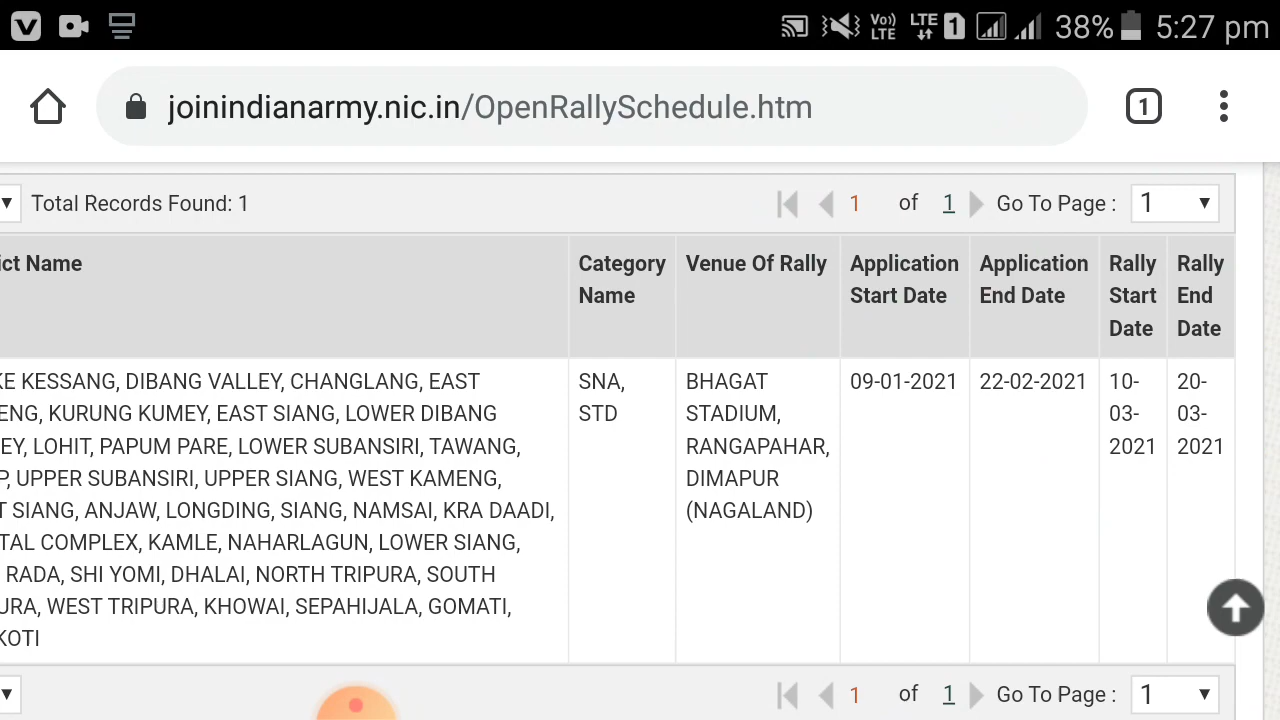 VO) LTE LTE 1 38% 5:27 pm
joinindianarmy.nic.in/OpenRallySchedule.htm 1
Total Records Found: 1 1 of 1 Go To Page : 1
ict Name Category Name Venue Of Rally Application Start Date Application End Date Rally Start Date Rally End Date
KE KESSANG, DIBANG VALLEY, CHANGLANG, EAST
ENG, KURUNG KUMEY, EAST SIANG, LOWER DIBANG
EY, LOHIT, PAPUM PARE, LOWER SUBANSIRI, TAWANG,
P, UPPER SUBANSIRI, UPPER SIANG, WEST KAMENG,
T SIANG, ANJAW, LONGDING, SIANG, NAMSAI, KRA DAADI,
TAL COMPLEX, KAMLE, NAHARLAGUN, LOWER SIANG,
RADA, SHI YOMI, DHALAI, NORTH TRIPURA, SOUTH
URA, WEST TRIPURA, KHOWAI, SEPAHIJALA, GOMATI,
KOTI
SNA,
STD
BHAGAT
STADIUM,
RANGAPAHAR,
DIMAPUR
(NAGALAND)
09-01-2021
22-02-2021
10-
03-
2021
20-
03-
2021
1 of 1 Go To Page : 1